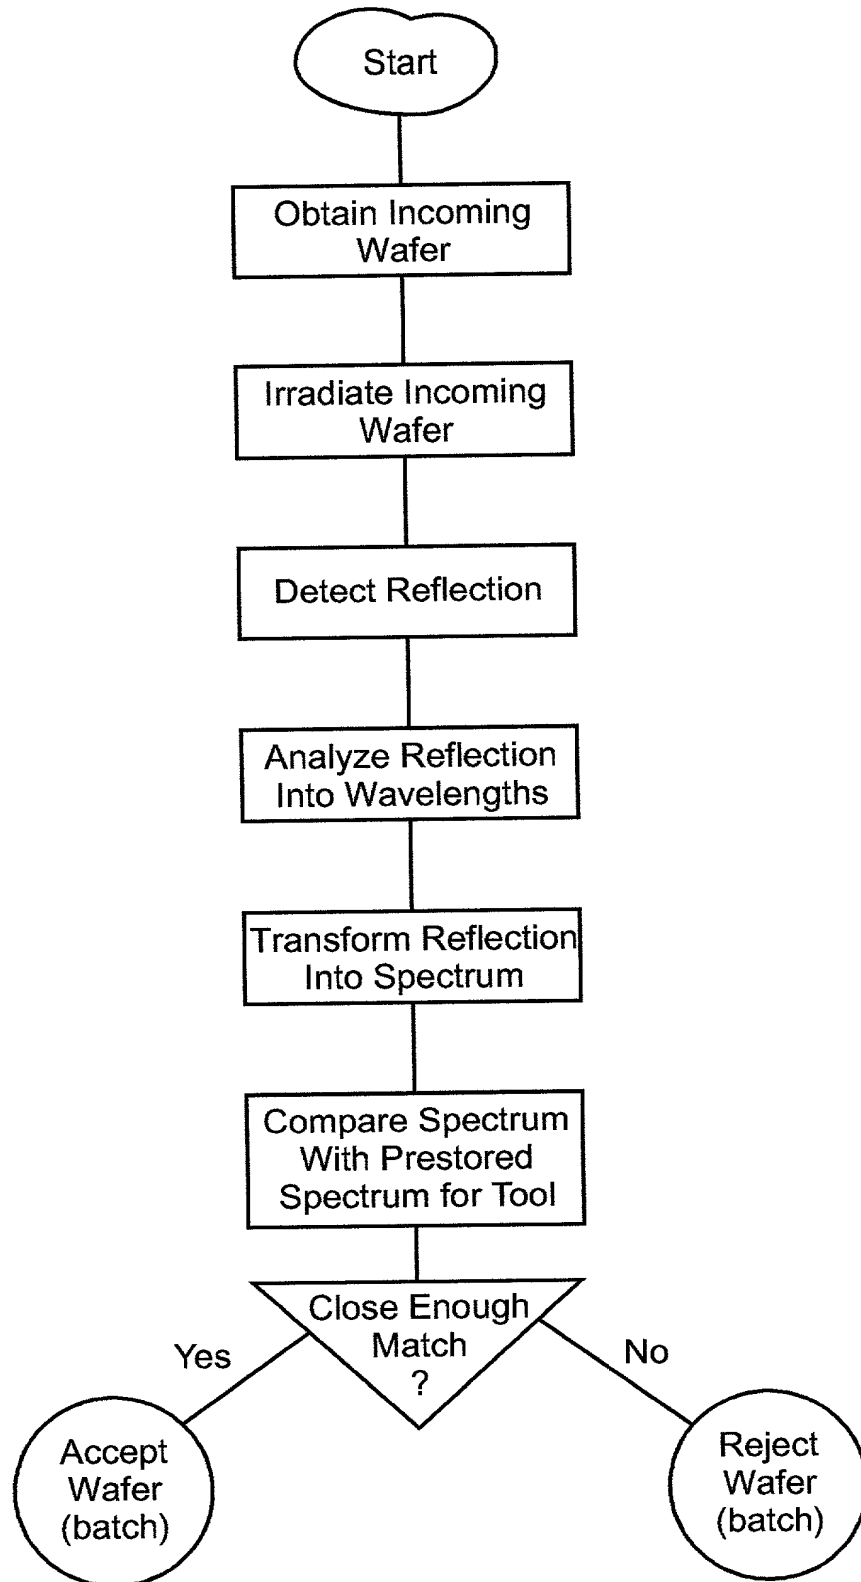 Start
Obtain Incoming
Wafer
Irradiate Incoming
Wafer
Detect Reflection
Analyze Reflection
Into Wavelengths
Transform Reflection
Into Spectrum
Compare Spectrum
With Prestored
Spectrum for Tool
Close Enough
Match
?
Yes
No
Accept
Wafer
(batch)
Reject
Wafer
(batch)